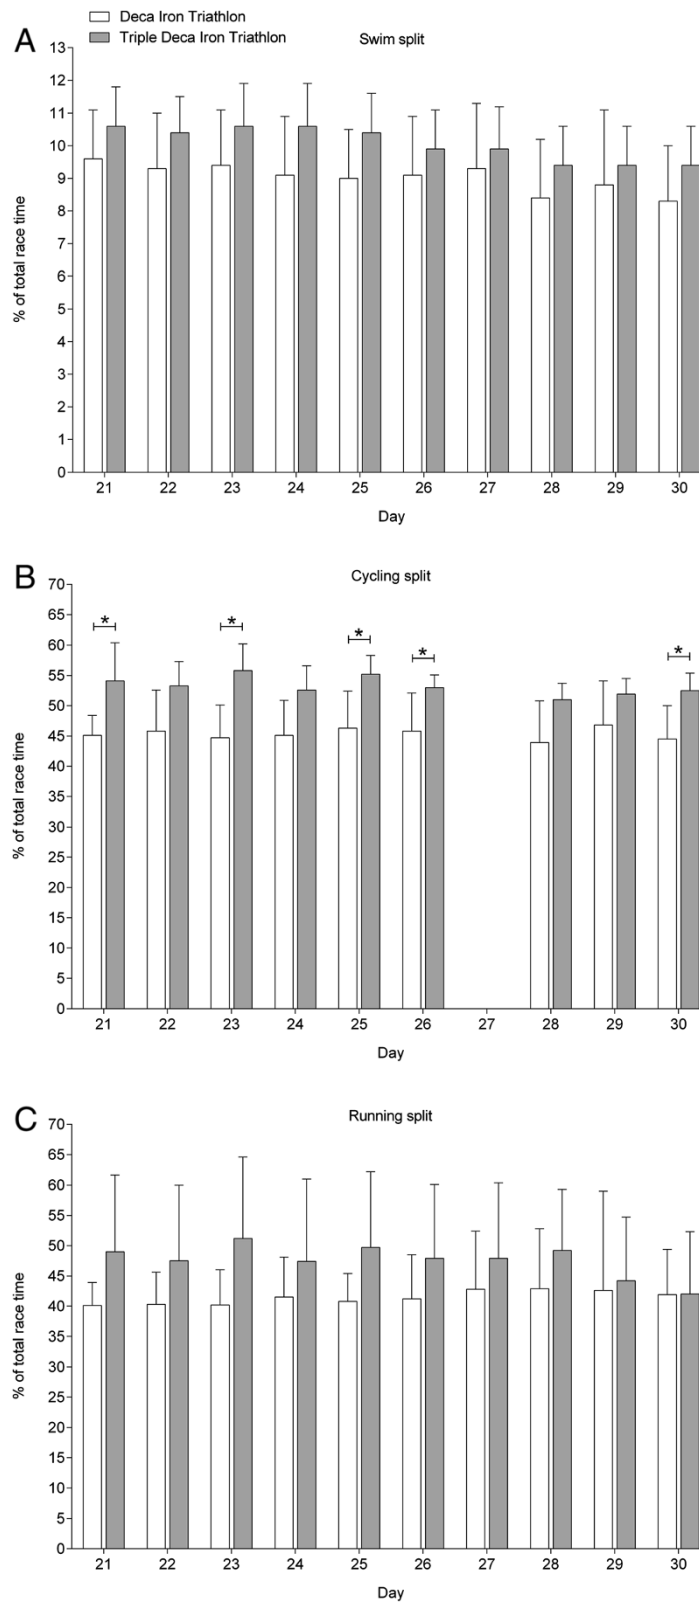 A
Deca Iron Triathlon
Triple Deca Iron Triathlon
Swim split
13
12
11
10
9
8
7
6
5
4
3
2
1
0
% of total race time
21 22 23 24 25 26 27 28 29 30
Day
B
Cycling split
70
65
60
55
50
45
40
35
30
25
20
15
10
5
0
% of total race time
* * * * *
21 22 23 24 25 26 27 28 29 30
Day
C
Running split
70
65
60
55
50
45
40
35
30
25
20
15
10
5
0
% of total race time
21 22 23 24 25 26 27 28 29 30
Day